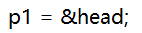 p1 = &head;